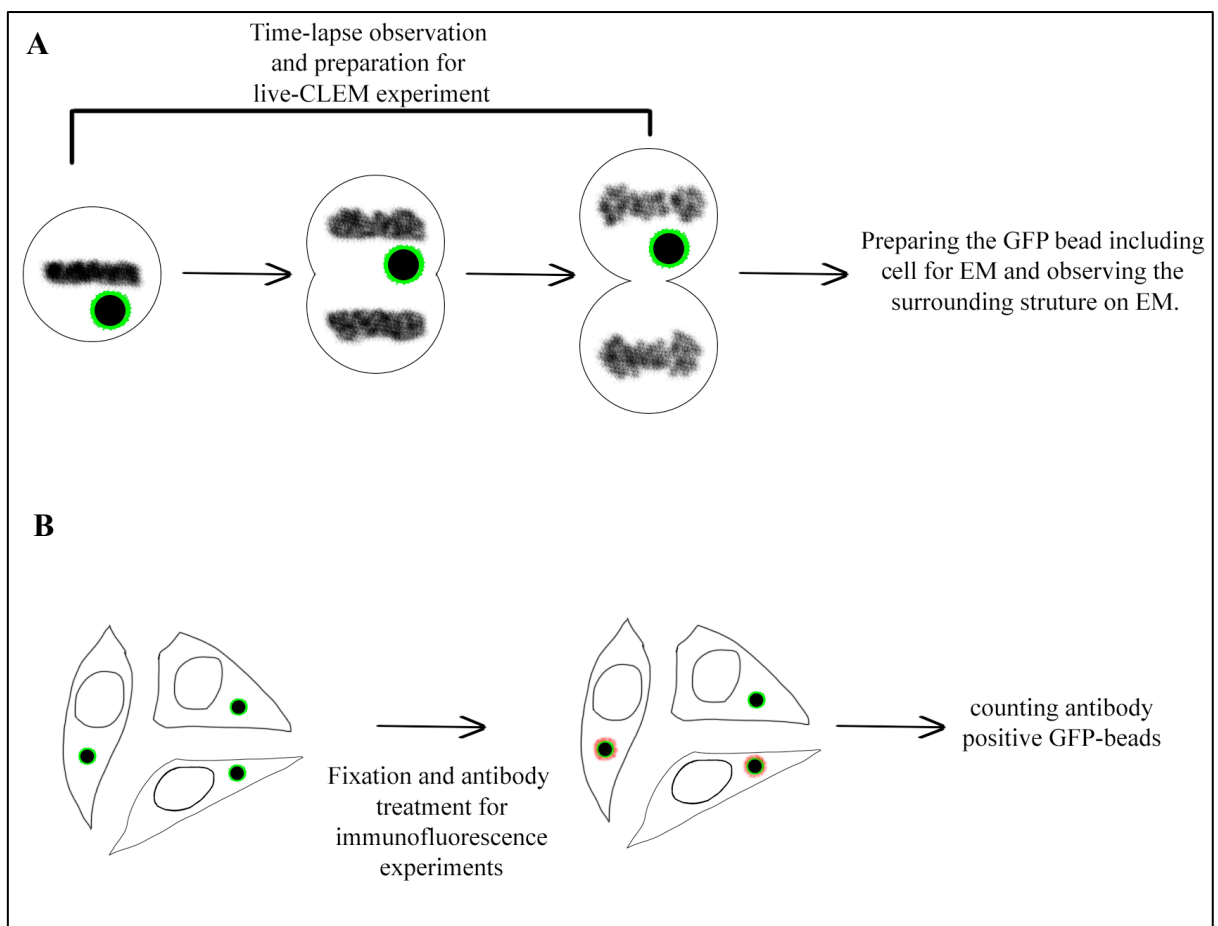 A
Time-lapse observation
and preparation for
live-CLEM experiment
Preparing the GFP bead including
cell for EM and observing the
surrounding struture on EM.
B
Fixation and antibody
treatment for
immunofluorescence
experiments
counting antibody
positive GFP-beads